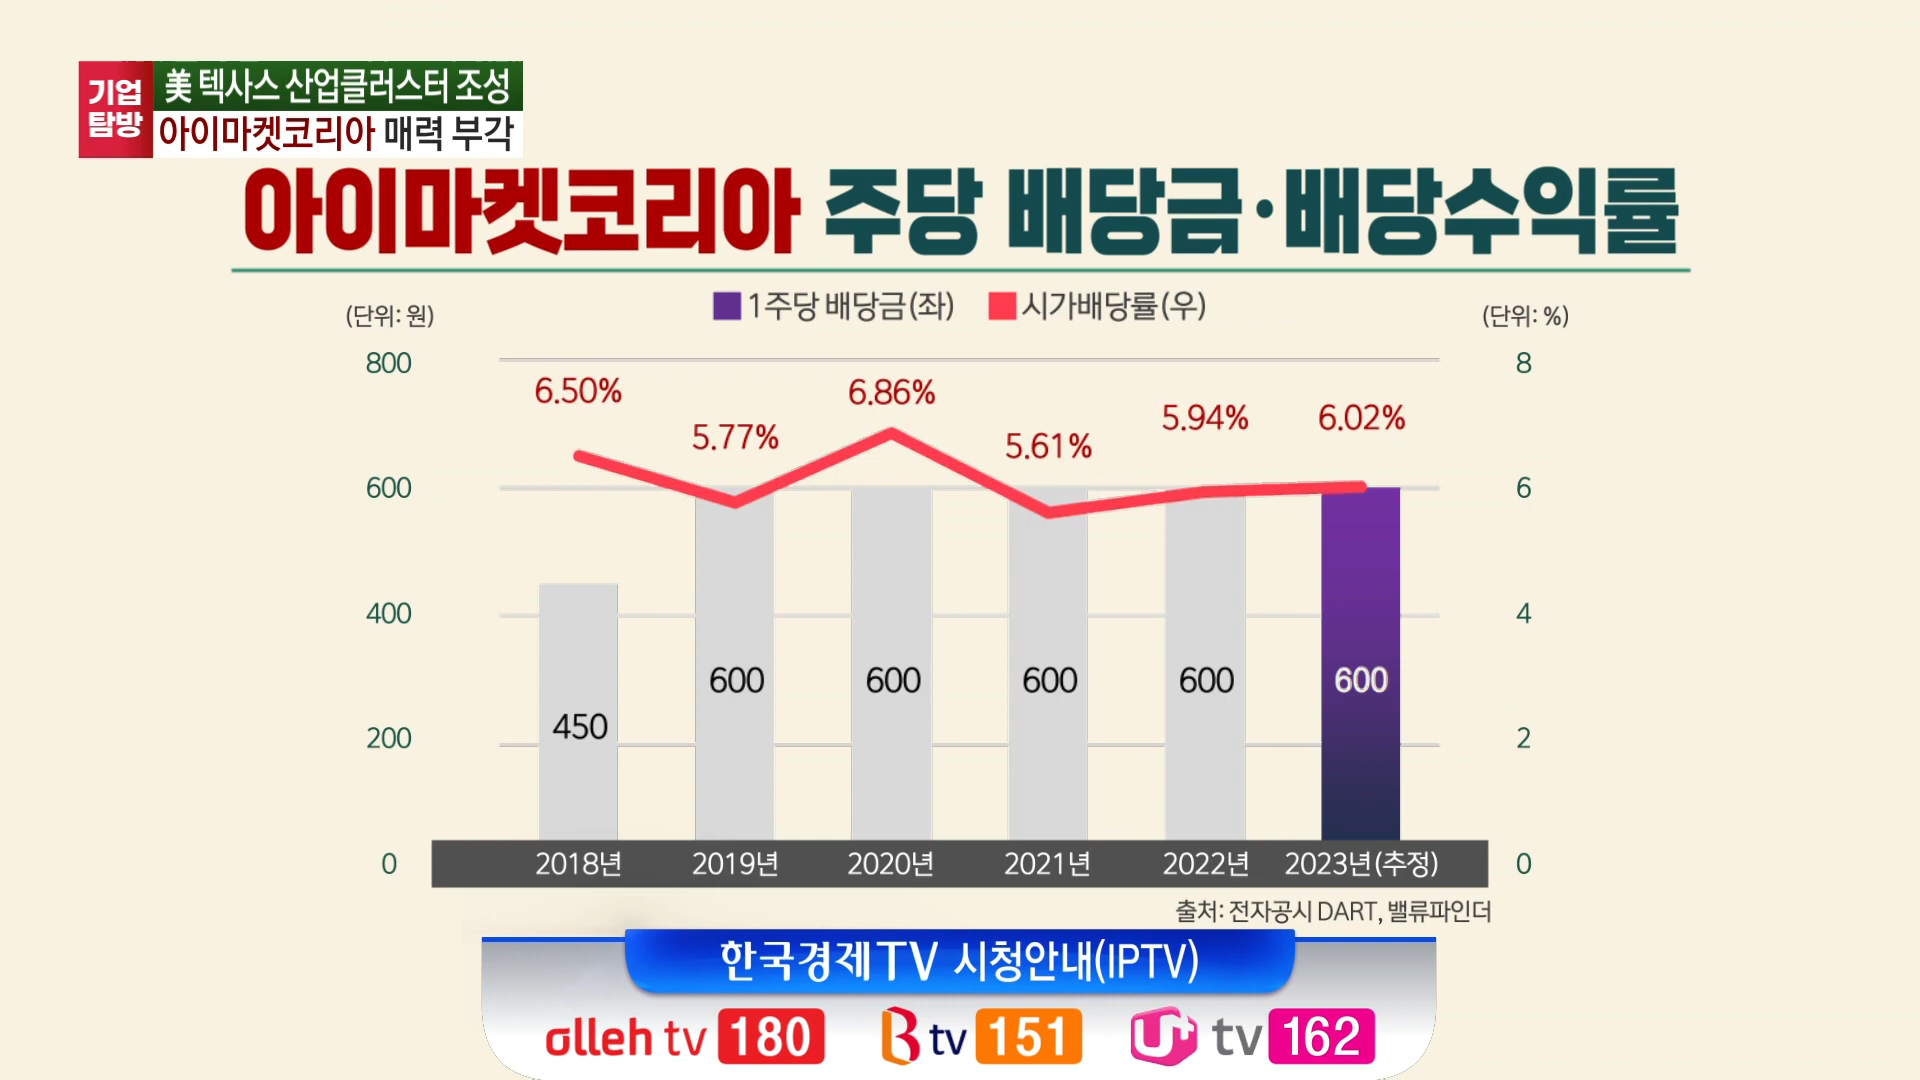 기업
탐방
美 텍사스 산업클러스터 조성
아이마켓코리아 매력 부각
아이마켓코리아 주당 배당금·배당수익률
(단위: 원)
1주당 배당금(좌)
시가배당률(우)
(단위: %)
800
8
6.50%
5.77%
6.86%
5.61%
5.94%
6.02%
600
6
400
4
450
600
600
600
600
600
200
2
0
2018년
2019년
2020년
2021년
2022년
2023년(추정)
0
출처: 전자공시 DART, 밸류파인더
한국경제TV 시청안내(IPTV)
olleh tv 180
B tv 151
U+ tv 162